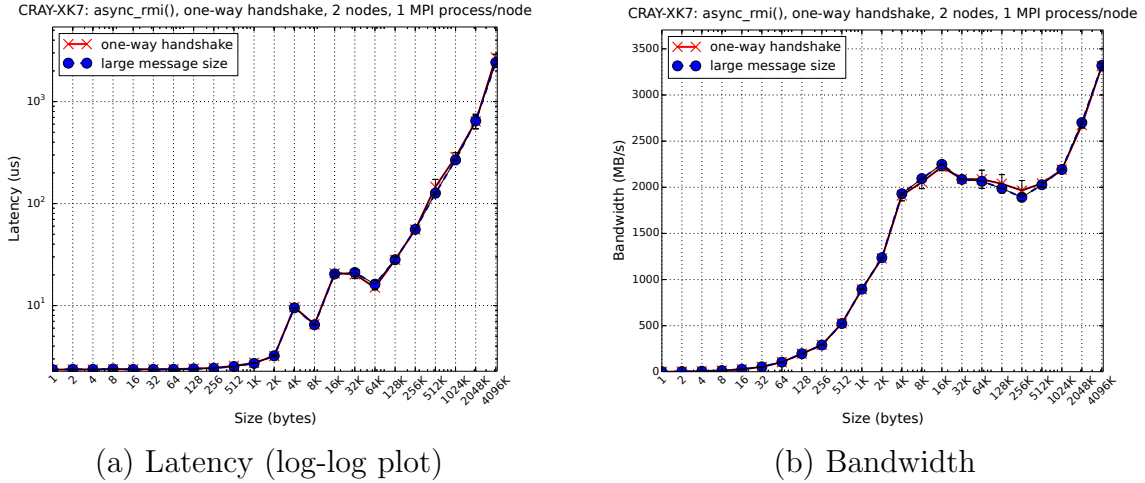 CRAY-XK7: async_rmi(), one-way handshake, 2 nodes, 1 MPI process/node
one-way handshake
large message size
10³
10²
10¹
Latency (us)
1 2 4 8 16 32 64 128 256 512 1K 2K 4K 8K 16K 32K 64K 128K 256K 512K 1024K 2048K 4096K
Size (bytes)
(a) Latency (log-log plot)
CRAY-XK7: async_rmi(), one-way handshake, 2 nodes, 1 MPI process/node
one-way handshake
large message size
3500
3000
2500
2000
1500
1000
500
0
Bandwidth (MB/s)
1 2 4 8 16 32 64 128 256 512 1K 2K 4K 8K 16K 32K 64K 128K 256K 512K 1024K 2048K 4096K
Size (bytes)
(b) Bandwidth